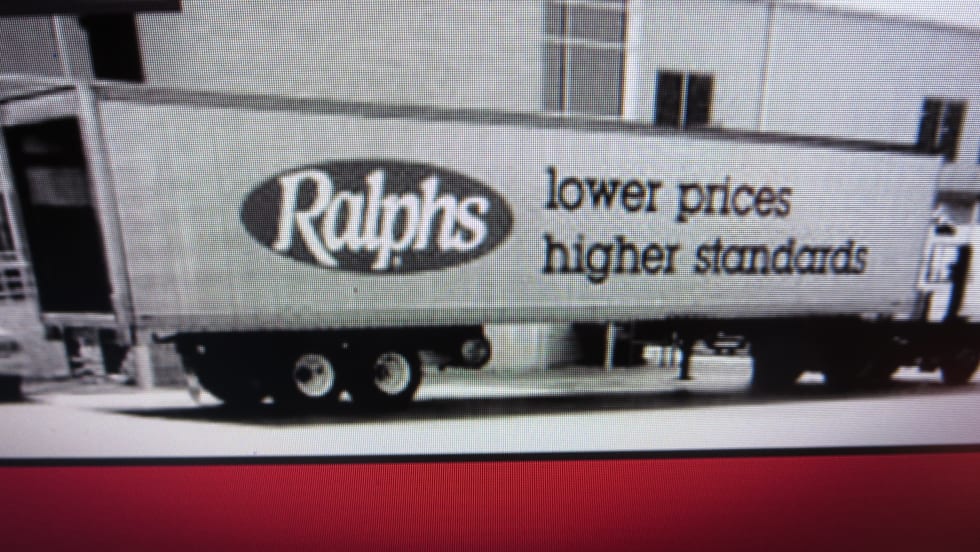 Ralphs
lower prices
higher standards